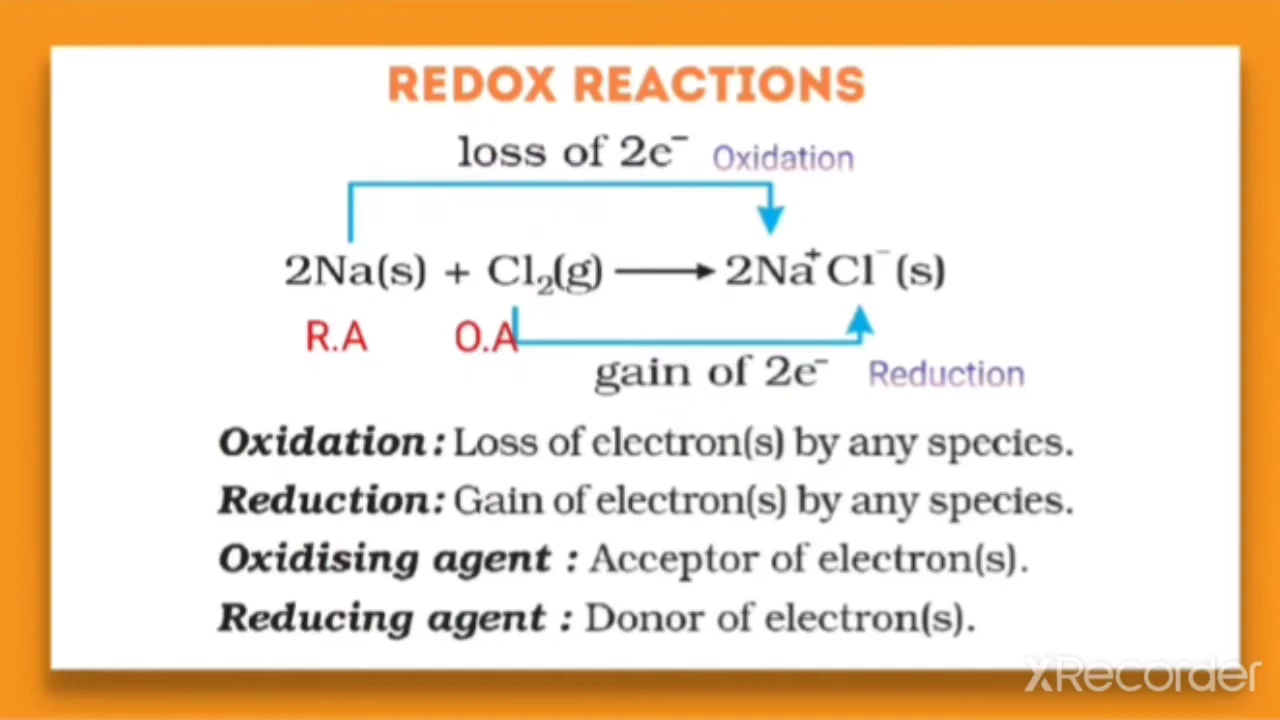 REDOX REACTIONS
loss of 2e⁻ Oxidation
2Na(s) + Cl₂(g) ⟶ 2Na⁺Cl⁻(s)
R.A O.A
gain of 2e⁻ Reduction
Oxidation: Loss of electron(s) by any species.
Reduction: Gain of electron(s) by any species.
Oxidising agent : Acceptor of electron(s).
Reducing agent : Donor of electron(s).
XRecorder